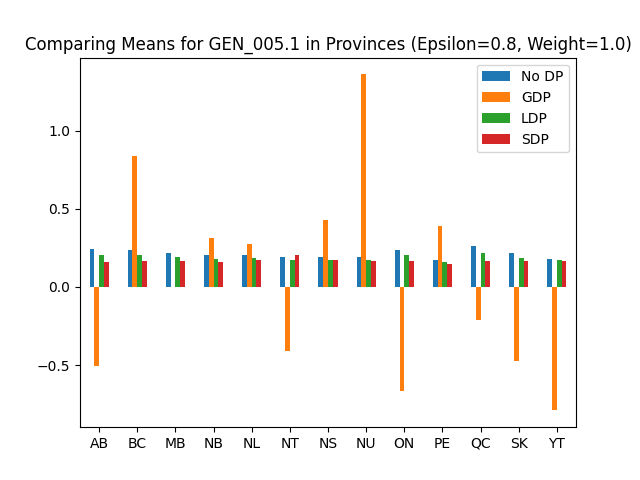 Comparing Means for GEN_005.1 in Provinces (Epsilon=0.8, Weight=1.0)
No DP
GDP
LDP
SDP
1.0
0.5
0.0
−0.5
AB BC MB NB NL NT NS NU ON PE QC SK YT